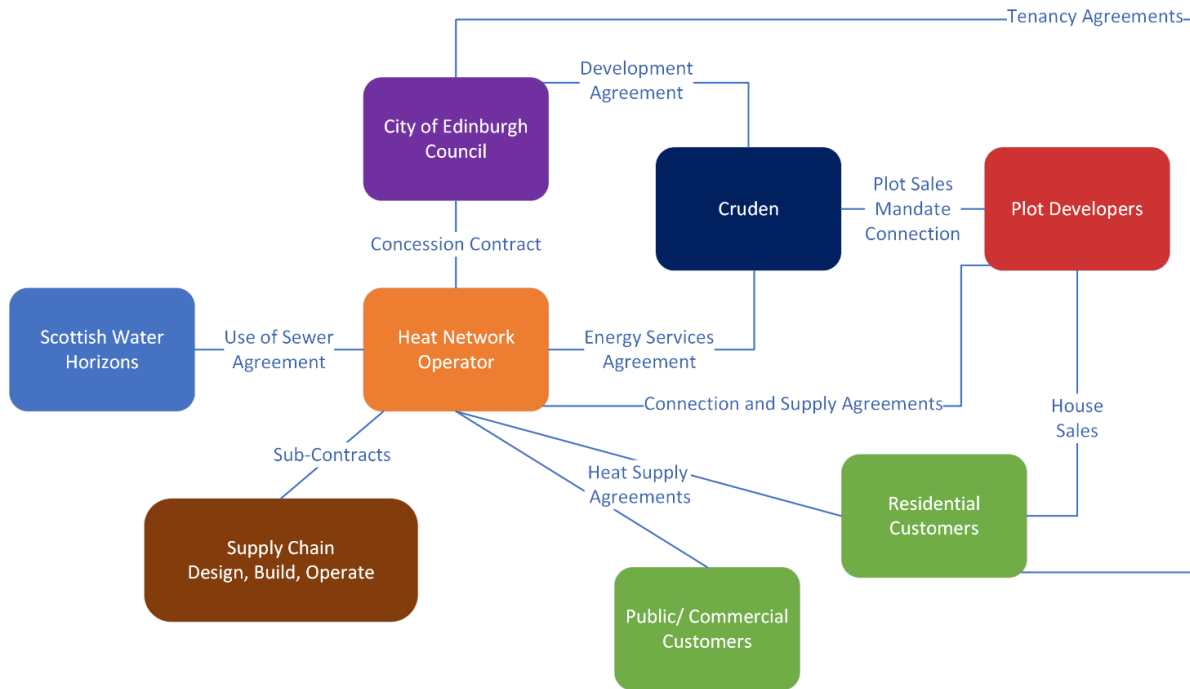 Tenancy Agreements
Development
Agreement
City of Edinburgh
Council
Cruden
Plot Sales
Mandate
Connection
Plot Developers
Concession Contract
Scottish Water
Horizons
Use of Sewer
Agreement
Heat Network
Operator
Energy Services
Agreement
Connection and Supply Agreements
House
Sales
Sub-Contracts
Heat Supply
Agreements
Residential
Customers
Supply Chain
Design, Build, Operate
Public/ Commercial
Customers